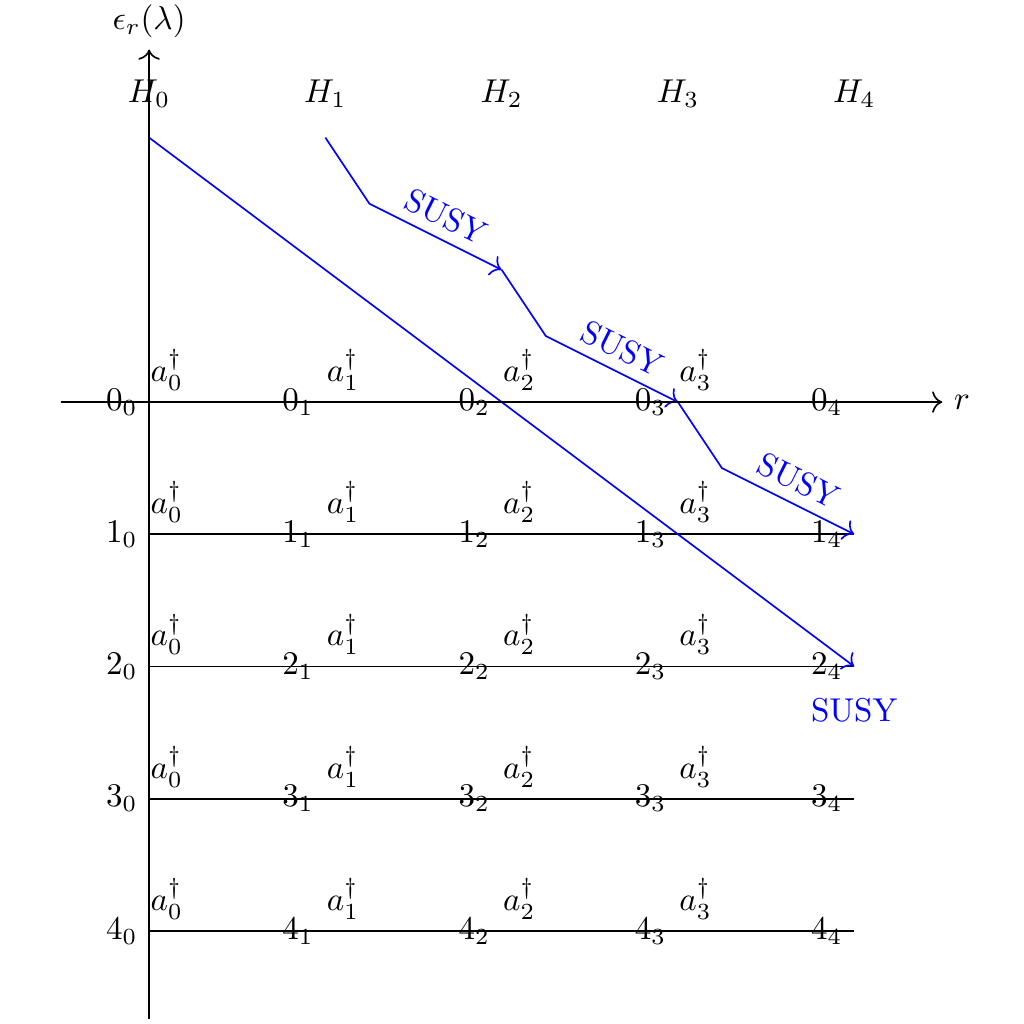 ϵ_r(λ)
H_0 H_1 H_2 H_3 H_4
SUSY
SUSY
a_0^† a_1^† a_2^† a_3^†
0_0 0_1 0_2 0_3 0_4 r
SUSY
a_0^† a_1^† a_2^† a_3^†
1_0 1_1 1_2 1_3 1_4
a_0^† a_1^† a_2^† a_3^†
2_0 2_1 2_2 2_3 2_4
SUSY
a_0^† a_1^† a_2^† a_3^†
3_0 3_1 3_2 3_3 3_4
a_0^† a_1^† a_2^† a_3^†
4_0 4_1 4_2 4_3 4_4